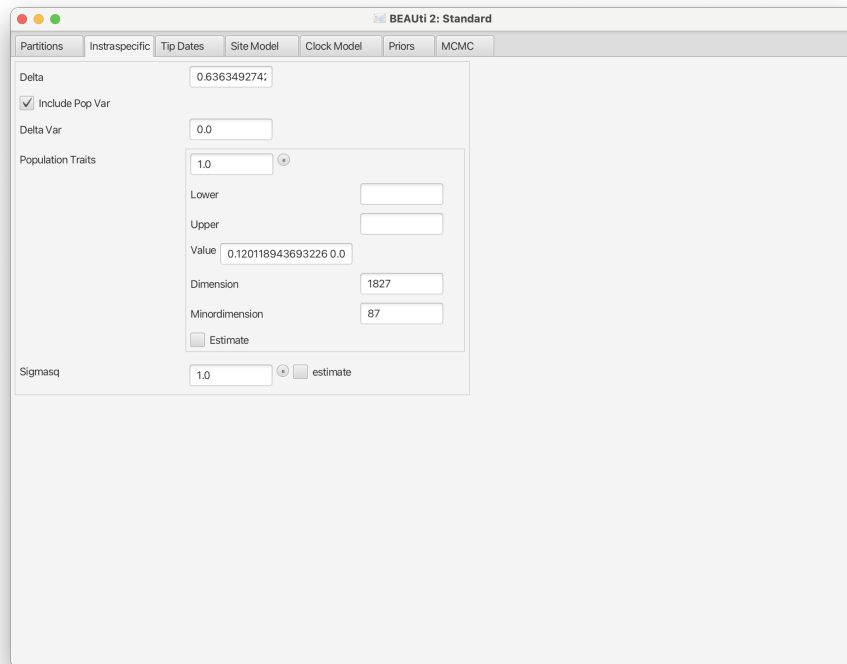 BEAUti 2: Standard
Partitions Instraspecific Tip Dates Site Model Clock Model Priors MCMC
Delta 0.6363492742
Include Pop Var
Delta Var 0.0
Population Traits 1.0
Lower
Upper
Value 0.120118943693226 0.0
Dimension 1827
Minordimension 87
Estimate
Sigmasq 1.0 estimate